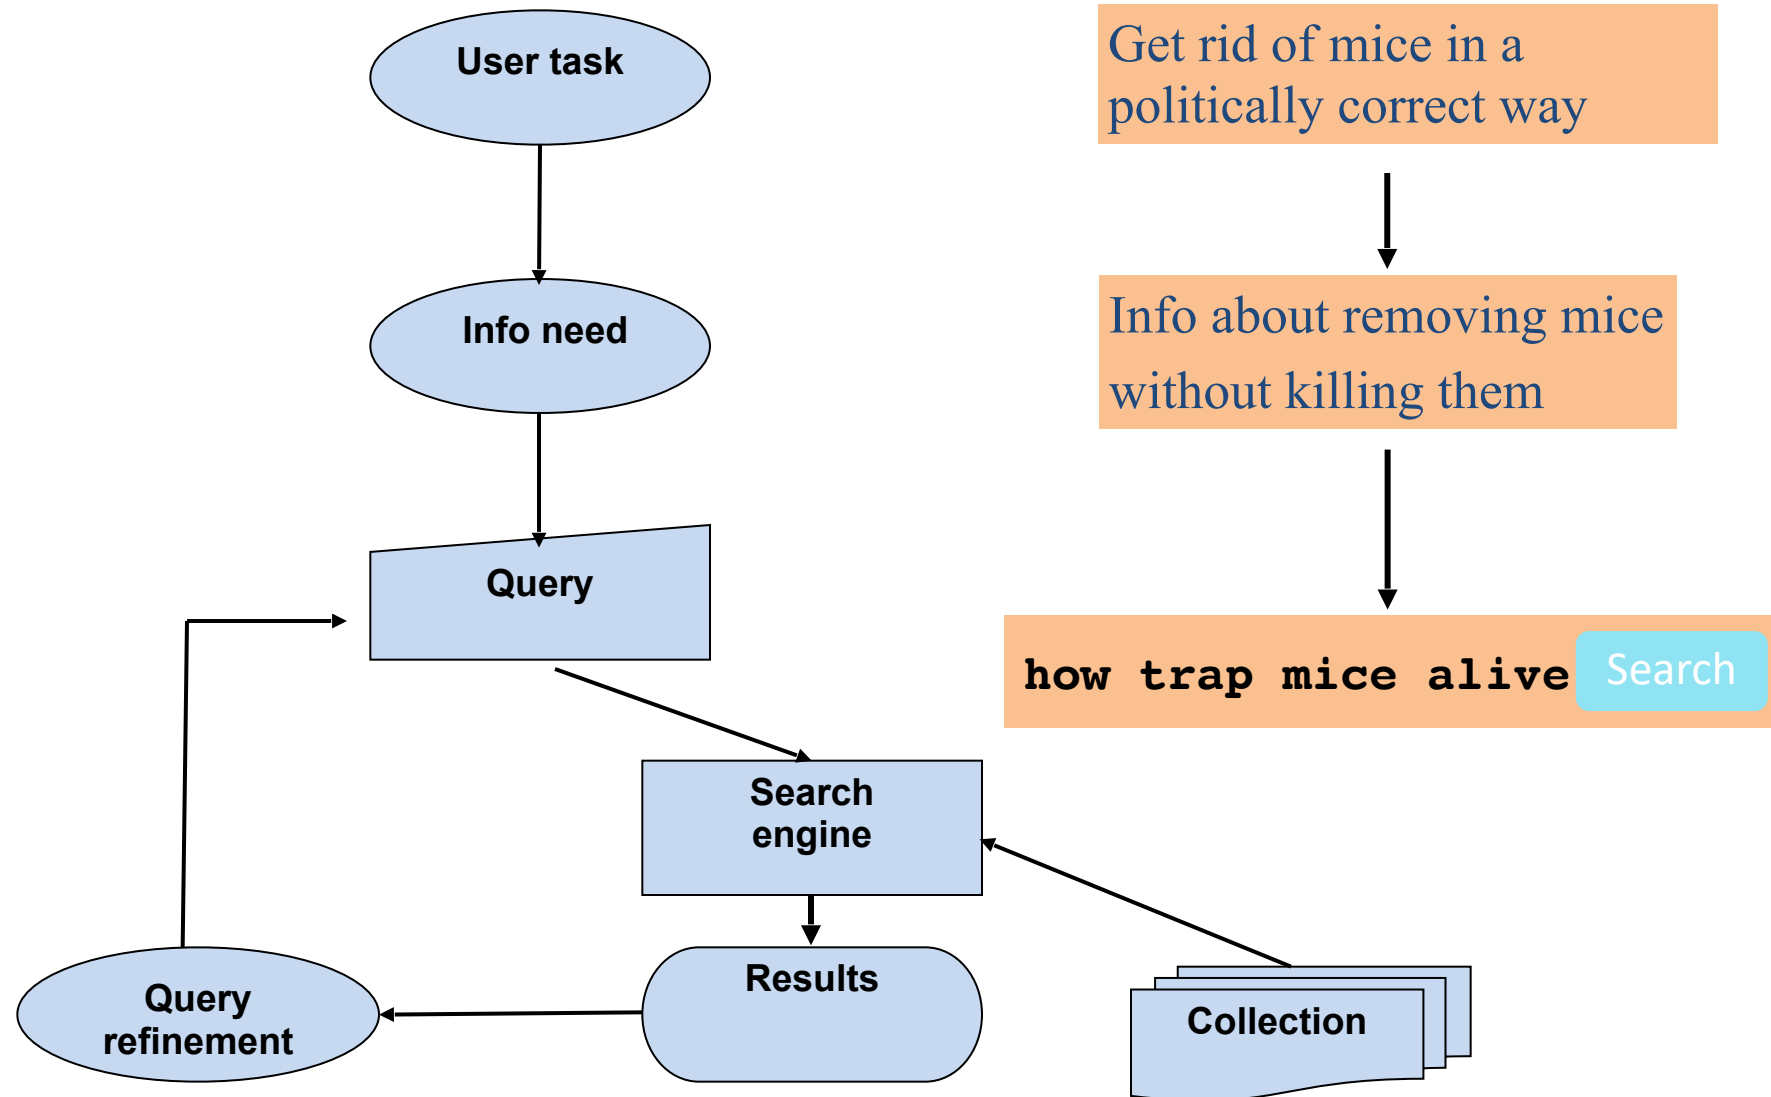 User task
Get rid of mice in a
politically correct way
Info need
Info about removing mice
without killing them
Query
how trap mice alive
Search
Search
engine
Results
Query
refinement
Collection